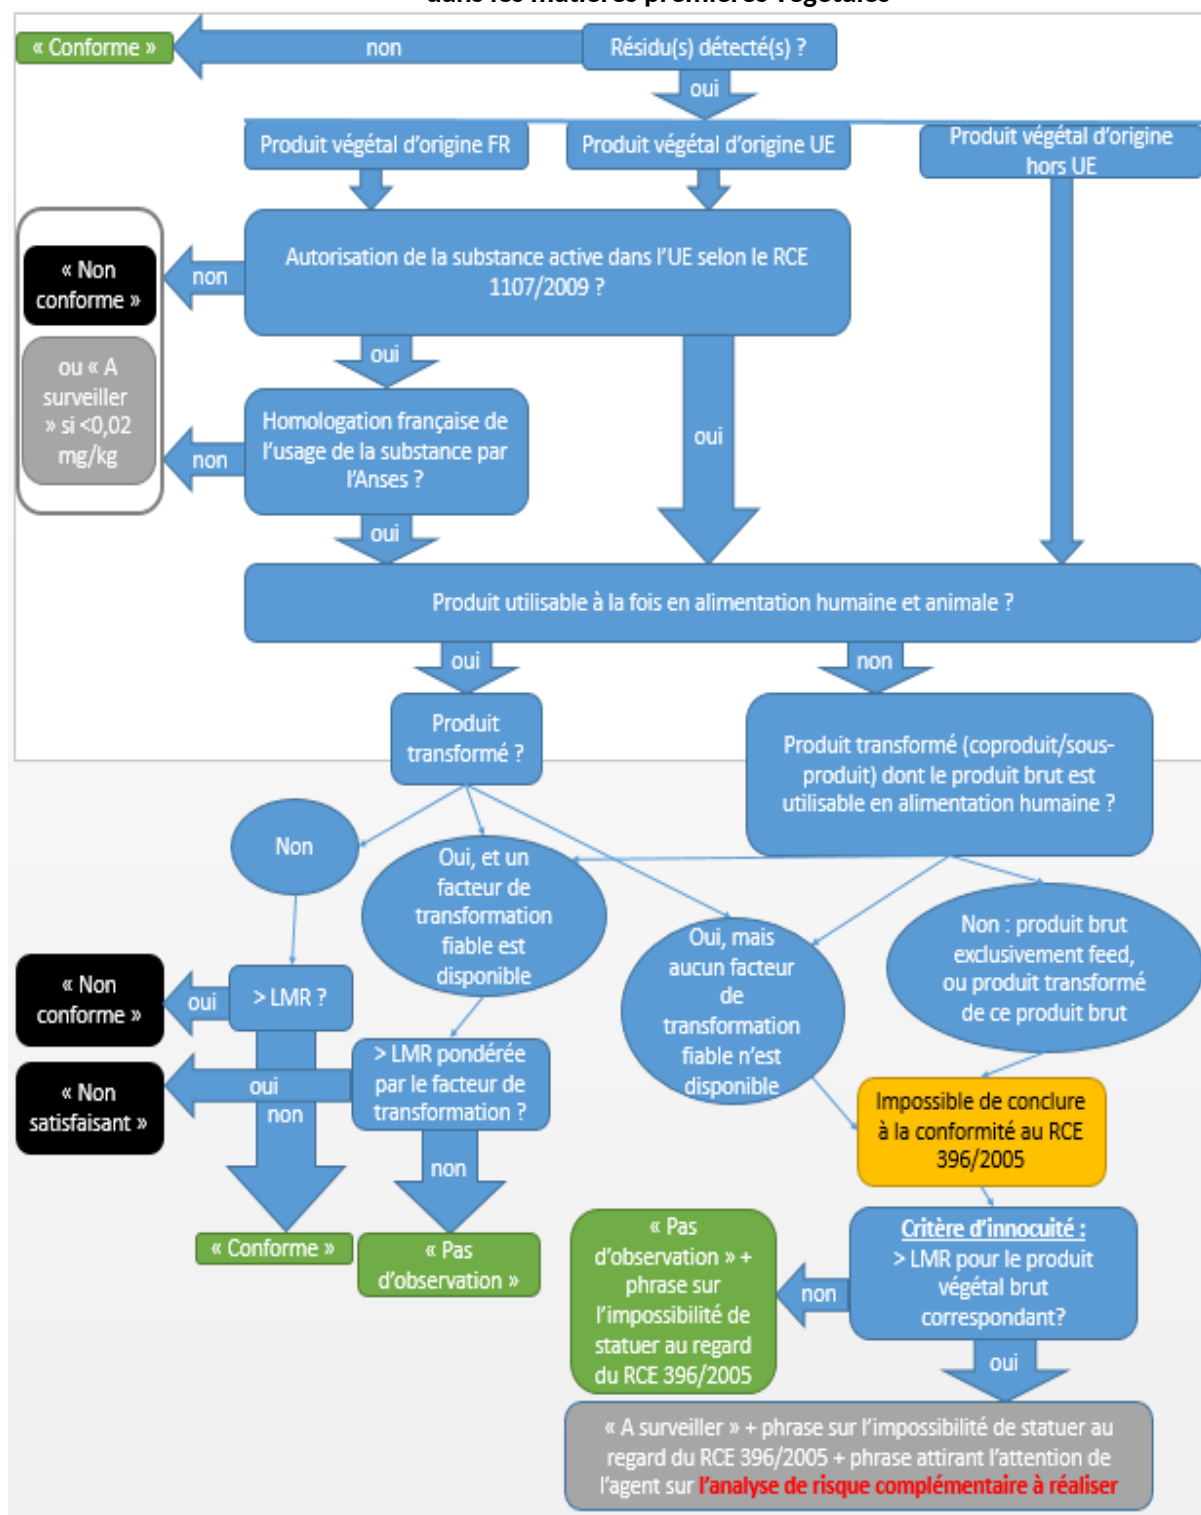 dans les matières premières végétales
« Conforme »
non
Résidu(s) détecté(s) ?
oui
Produit végétal d'origine FR
Produit végétal d'origine UE
Produit végétal d'origine
hors UE
Autorisation de la substance active dans l'UE selon le RCE
1107/2009 ?
non
« Non
conforme »
ou « A
surveiller
» si <0,02
mg/kg
oui
oui
Homologation française de
l'usage de la substance par
l'Anses ?
non
oui
Produit utilisable à la fois en alimentation humaine et animale ?
oui
non
Produit
transformé ?
Produit transformé (coproduit/sous-
produit) dont le produit brut est
utilisable en alimentation humaine ?
Non
Oui, et un
facteur de
transformation
fiable est
disponible
Oui, mais
aucun facteur
de
transformation
fiable n'est
disponible
Non : produit brut
exclusivement feed,
ou produit transformé
de ce produit brut
« Non
conforme »
oui
> LMR ?
« Non
satisfaisant »
oui
non
> LMR pondérée
par le facteur de
transformation ?
non
Impossible de conclure
à la conformité au RCE
396/2005
« Conforme »
« Pas
d'observation »
« Pas
d'observation » +
phrase sur
l'impossibilité de
statuer au regard
du RCE 396/2005
non
Critère d'innocuité :
> LMR pour le produit
végétal brut
correspondant?
oui
« A surveiller » + phrase sur l'impossibilité de statuer au
regard du RCE 396/2005 + phrase attirant l'attention de
l'agent sur l'analyse de risque complémentaire à réaliser